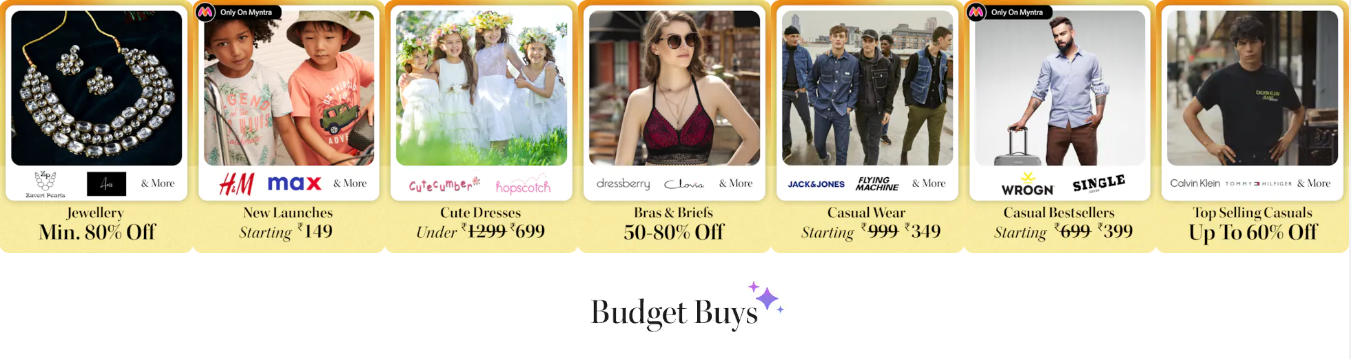 Only On Myntra
Only On Myntra
Zaveri Pearls
& More
H&M max & More
cutecumber hopscotch
dressberry Clovia & More
JACK&JONES FLYING MACHINE & More
WROGN SINGLE
Calvin Klein TOMMY HILFIGER & More
CALVIN KLEIN
JEANS
Jewellery
Min. 80% Off
New Launches
Starting ₹149
Cute Dresses
Under ₹1299 ₹699
Bras & Briefs
50-80% Off
Casual Wear
Starting ₹999 ₹349
Casual Bestsellers
Starting ₹699 ₹399
Top Selling Casuals
Up To 60% Off
Budget Buys